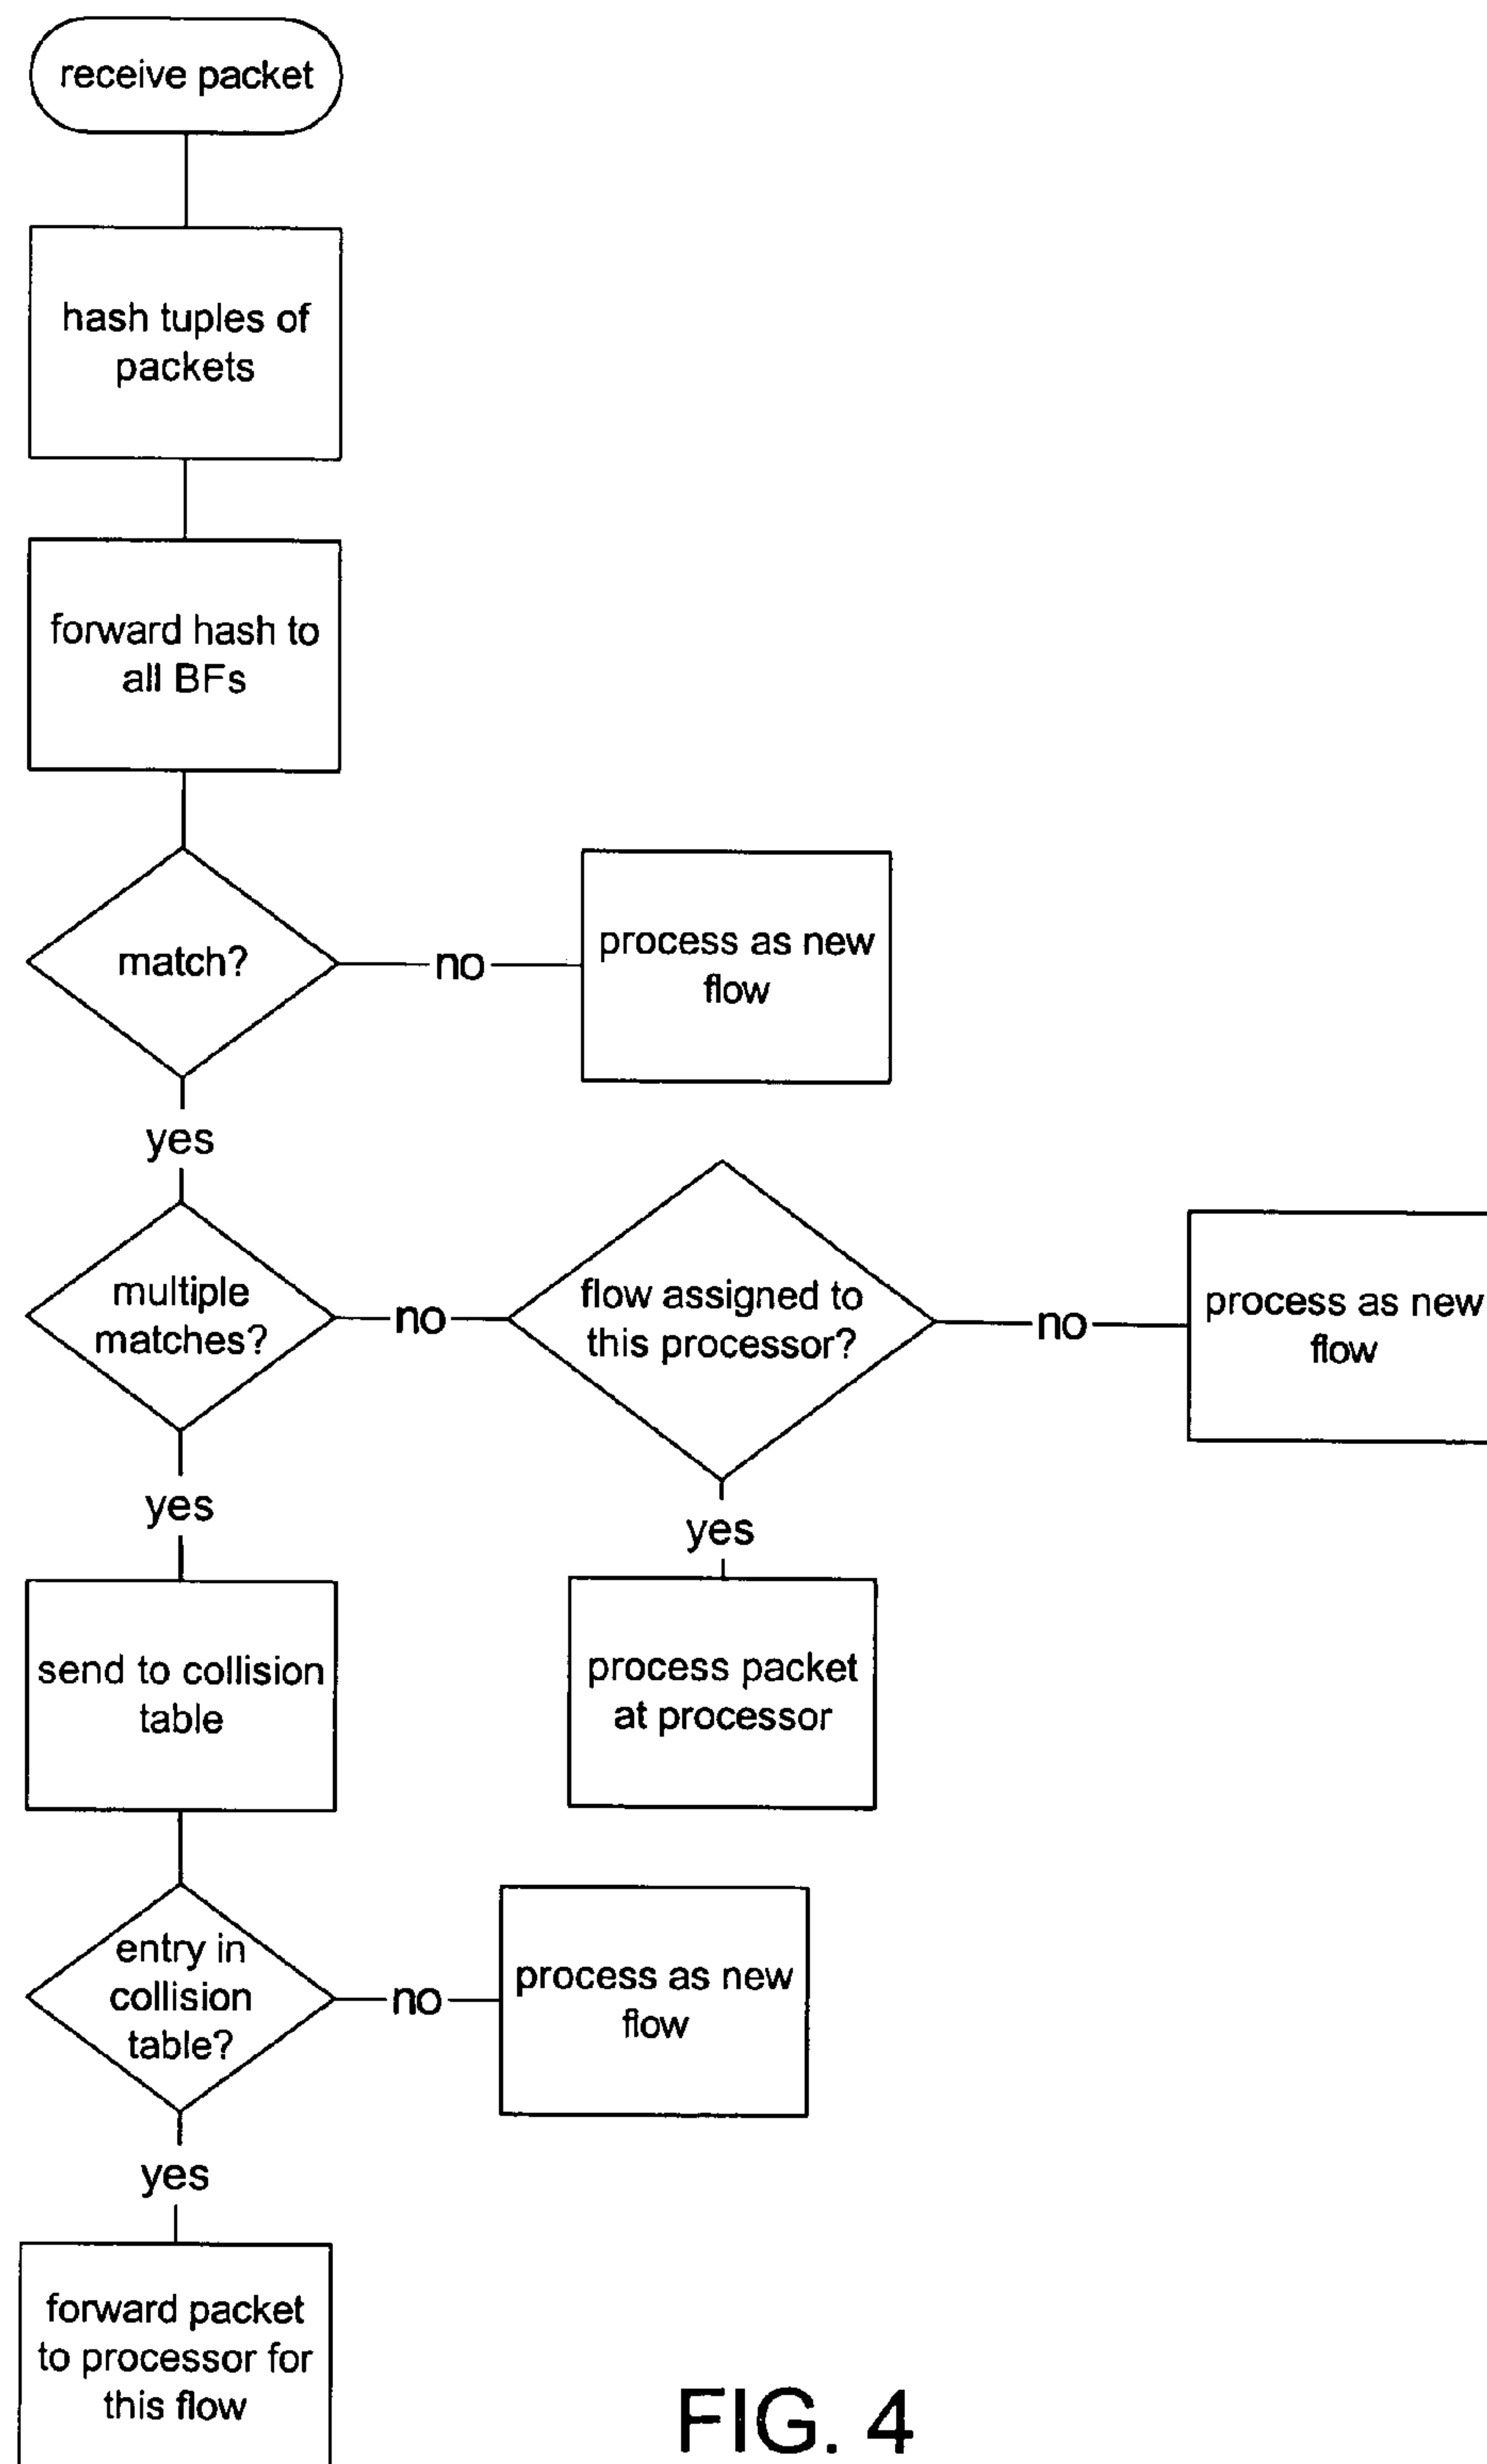 receive packet
hash tuples of
packets
forward hash to
all BFs
match?
no
process as new
flow
yes
multiple
matches?
no
flow assigned to
this processor?
no
process as new
flow
yes
yes
send to collision
table
process packet
at processor
entry in
collision
table?
no
process as new
flow
yes
forward packet
to processor for
this flow
FIG. 4